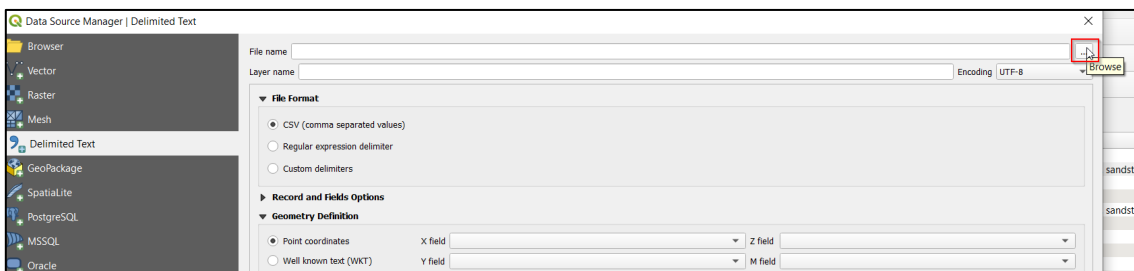 Data Source Manager | Delimited Text
Browser
Vector
Raster
Mesh
Delimited Text
GeoPackage
SpatiaLite
PostgreSQL
MSSQL
Oracle
File name
...
Browse
Layer name
Encoding UTF-8
File Format
CSV (comma separated values)
Regular expression delimiter
Custom delimiters
Record and Fields Options
Geometry Definition
Point coordinates X field Z field
Well known text (WKT) Y field M field
sandst
sandst